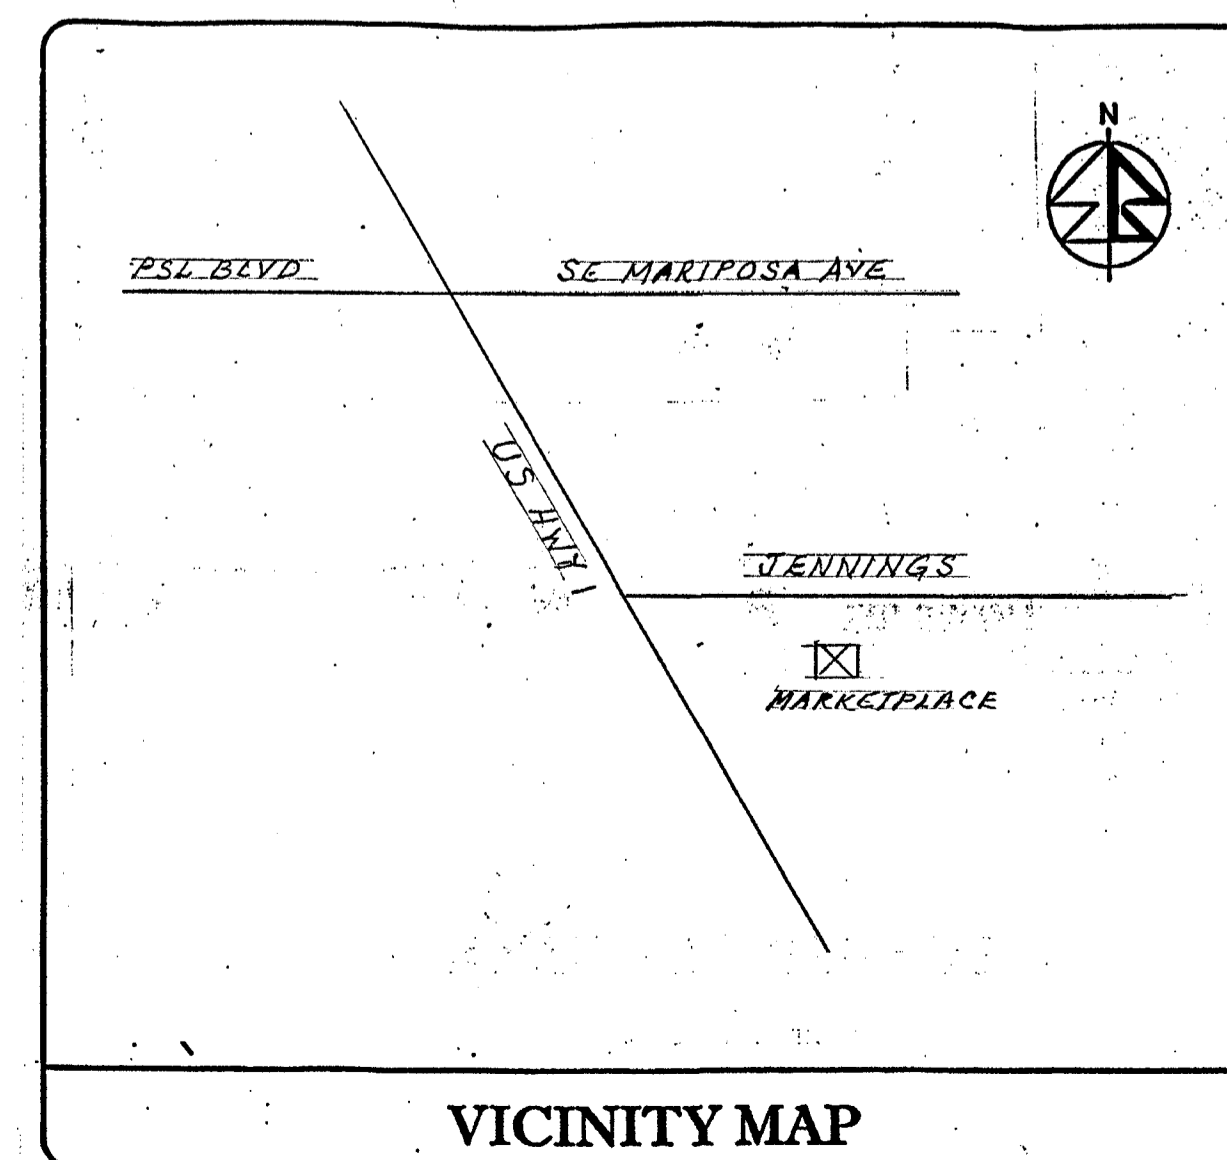 N
PSL BLVD
SE MARIPOSA AVE
US HWY 1
JENNINGS
MARKETPLACE
VICINITY MAP